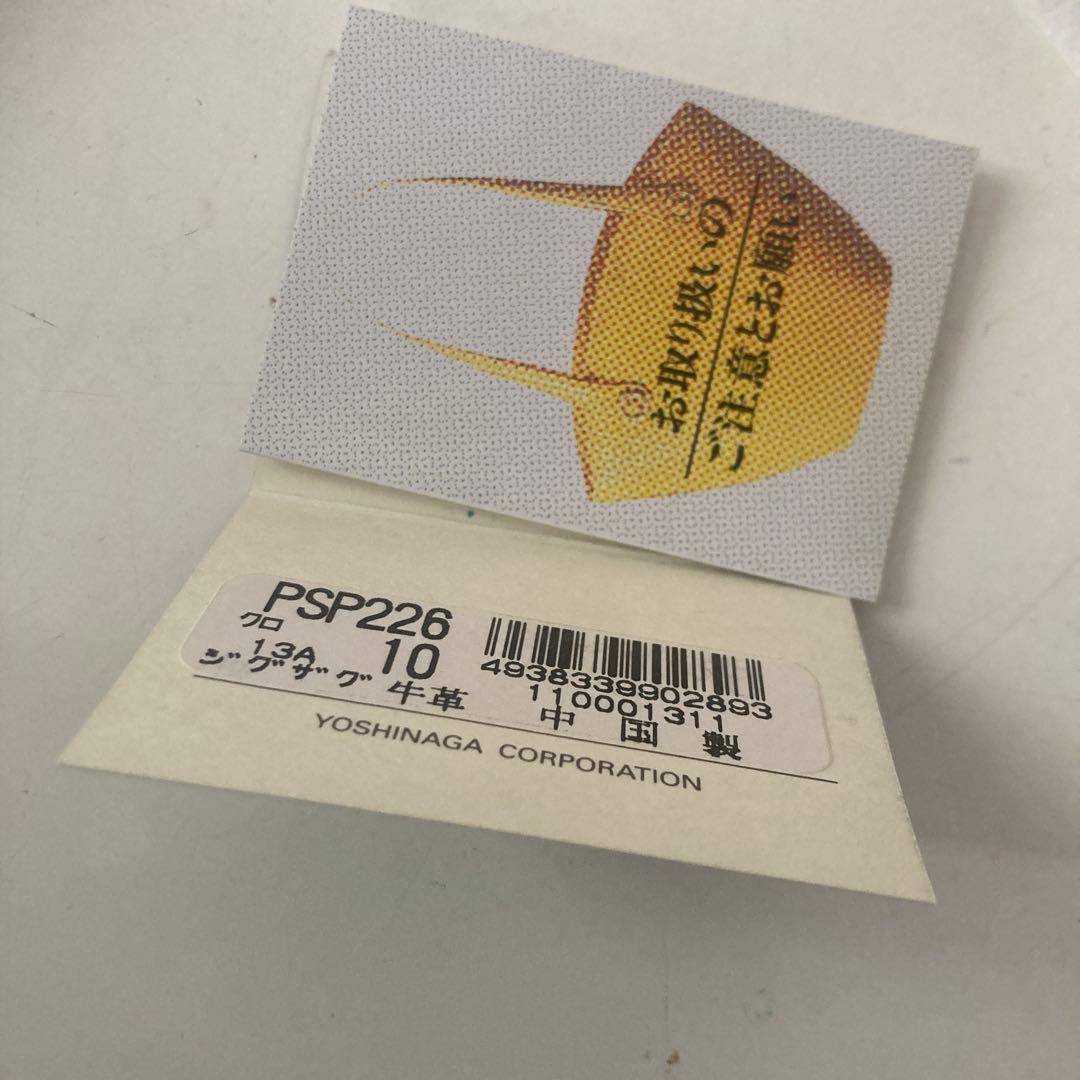 お取り扱いの
ご注意とお願い
PSP226
クロ 10
13A
ジグザグ 牛革
4938339902893
110001311
中国製
YOSHINAGA CORPORATION